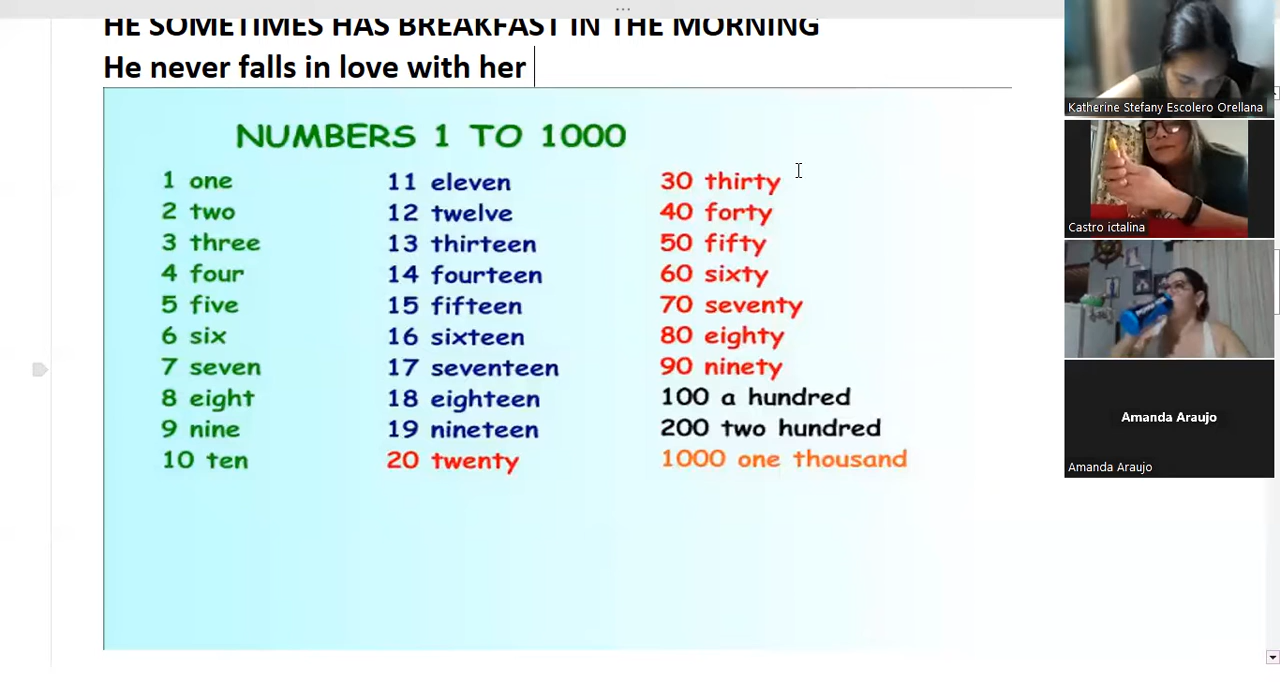 HE SOMETIMES HAS BREAKFAST IN THE MORNING
He never falls in love with her
NUMBERS 1 TO 1000
1 one
2 two
3 three
4 four
5 five
6 six
7 seven
8 eight
9 nine
10 ten
11 eleven
12 twelve
13 thirteen
14 fourteen
15 fifteen
16 sixteen
17 seventeen
18 eighteen
19 nineteen
20 twenty
30 thirty
40 forty
50 fifty
60 sixty
70 seventy
80 eighty
90 ninety
100 a hundred
200 two hundred
1000 one thousand
Katherine Stefany Escolero Orellana
Castro ictalina
Amanda Araujo
Amanda Araujo